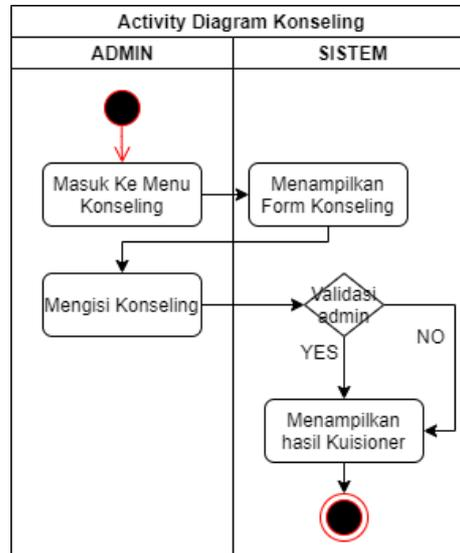 Activity Diagram Konseling
ADMIN
SISTEM
Masuk Ke Menu
Konseling
Menampilkan
Form Konseling
Mengisi Konseling
Validasi
admin
YES
NO
Menampilkan
hasil Kuisioner